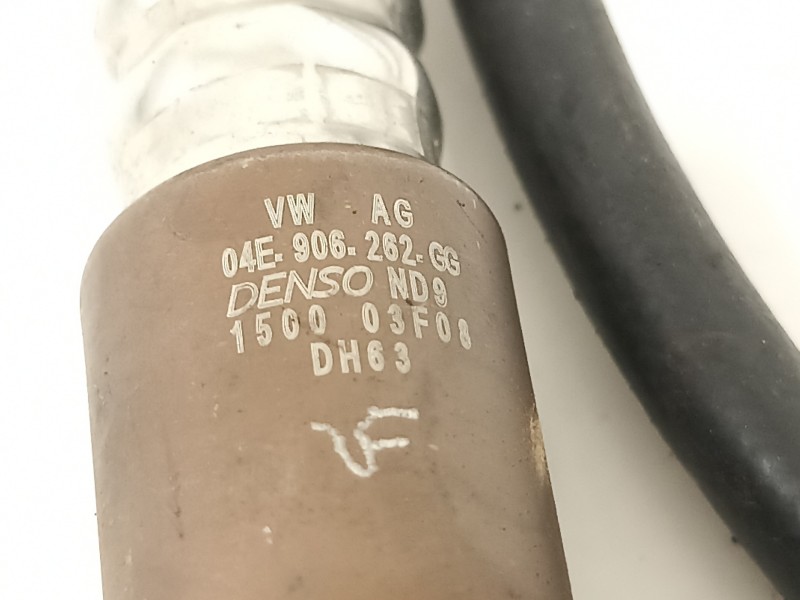 VW AG
04E.906.262.GG
DENSO ND9
1500 03F08
DH63